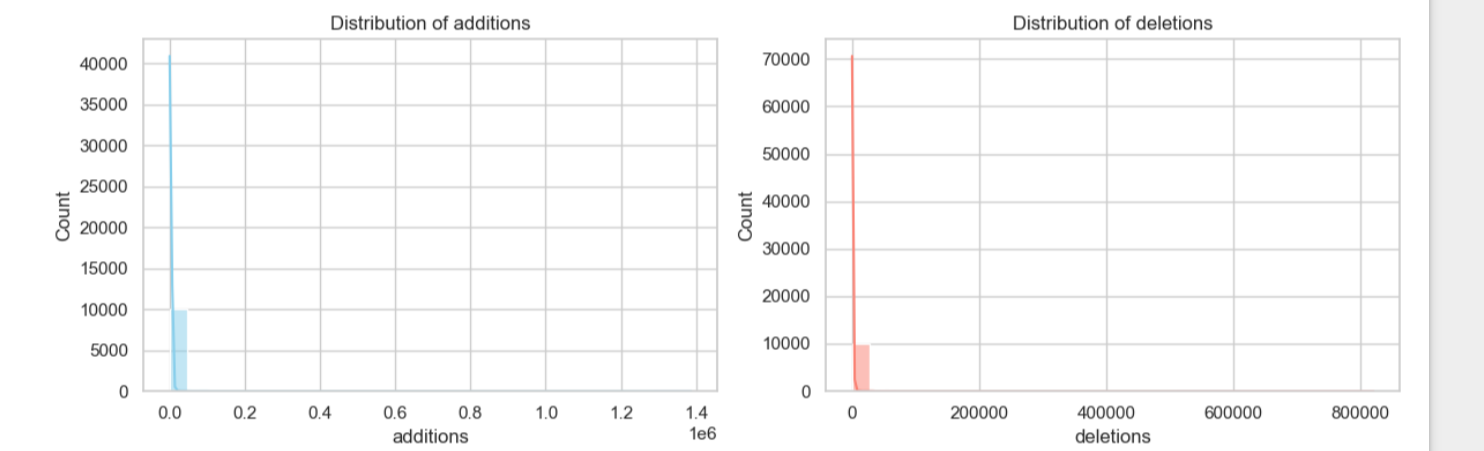 Distribution of additions
40000
35000
30000
25000
20000
15000
10000
5000
0
Count
0.0 0.2 0.4 0.6 0.8 1.0 1.2 1.4
1e6
additions
Distribution of deletions
70000
60000
50000
40000
30000
20000
10000
0
Count
0 200000 400000 600000 800000
deletions